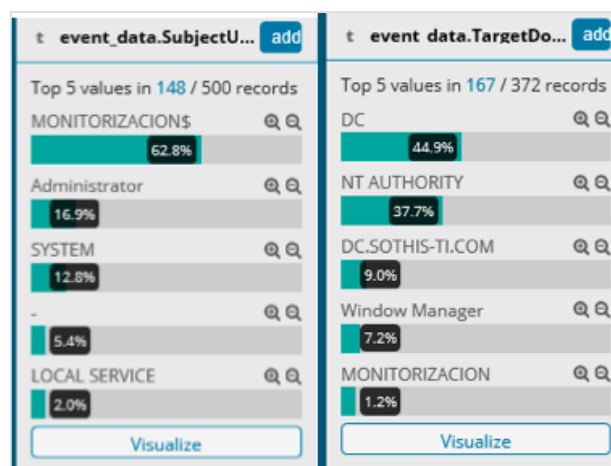 t event_data.SubjectU... add
Top 5 values in 148 / 500 records
MONITORIZACION$
62.8%
Administrator
16.9%
SYSTEM
12.8%
-
5.4%
LOCAL SERVICE
2.0%
Visualize
t event_data.TargetDo... add
Top 5 values in 167 / 372 records
DC
44.9%
NT AUTHORITY
37.7%
DC.SOTHIS-TI.COM
9.0%
Window Manager
7.2%
MONITORIZACION
1.2%
Visualize